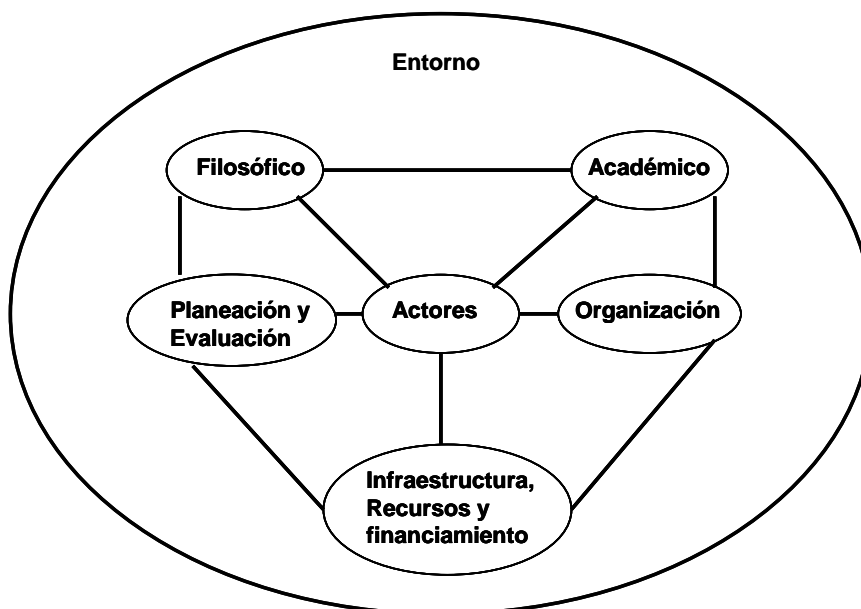 Entorno
Filosófico
Académico
Planeación y
Evaluación
Actores
Organización
Infraestructura,
Recursos y
financiamiento